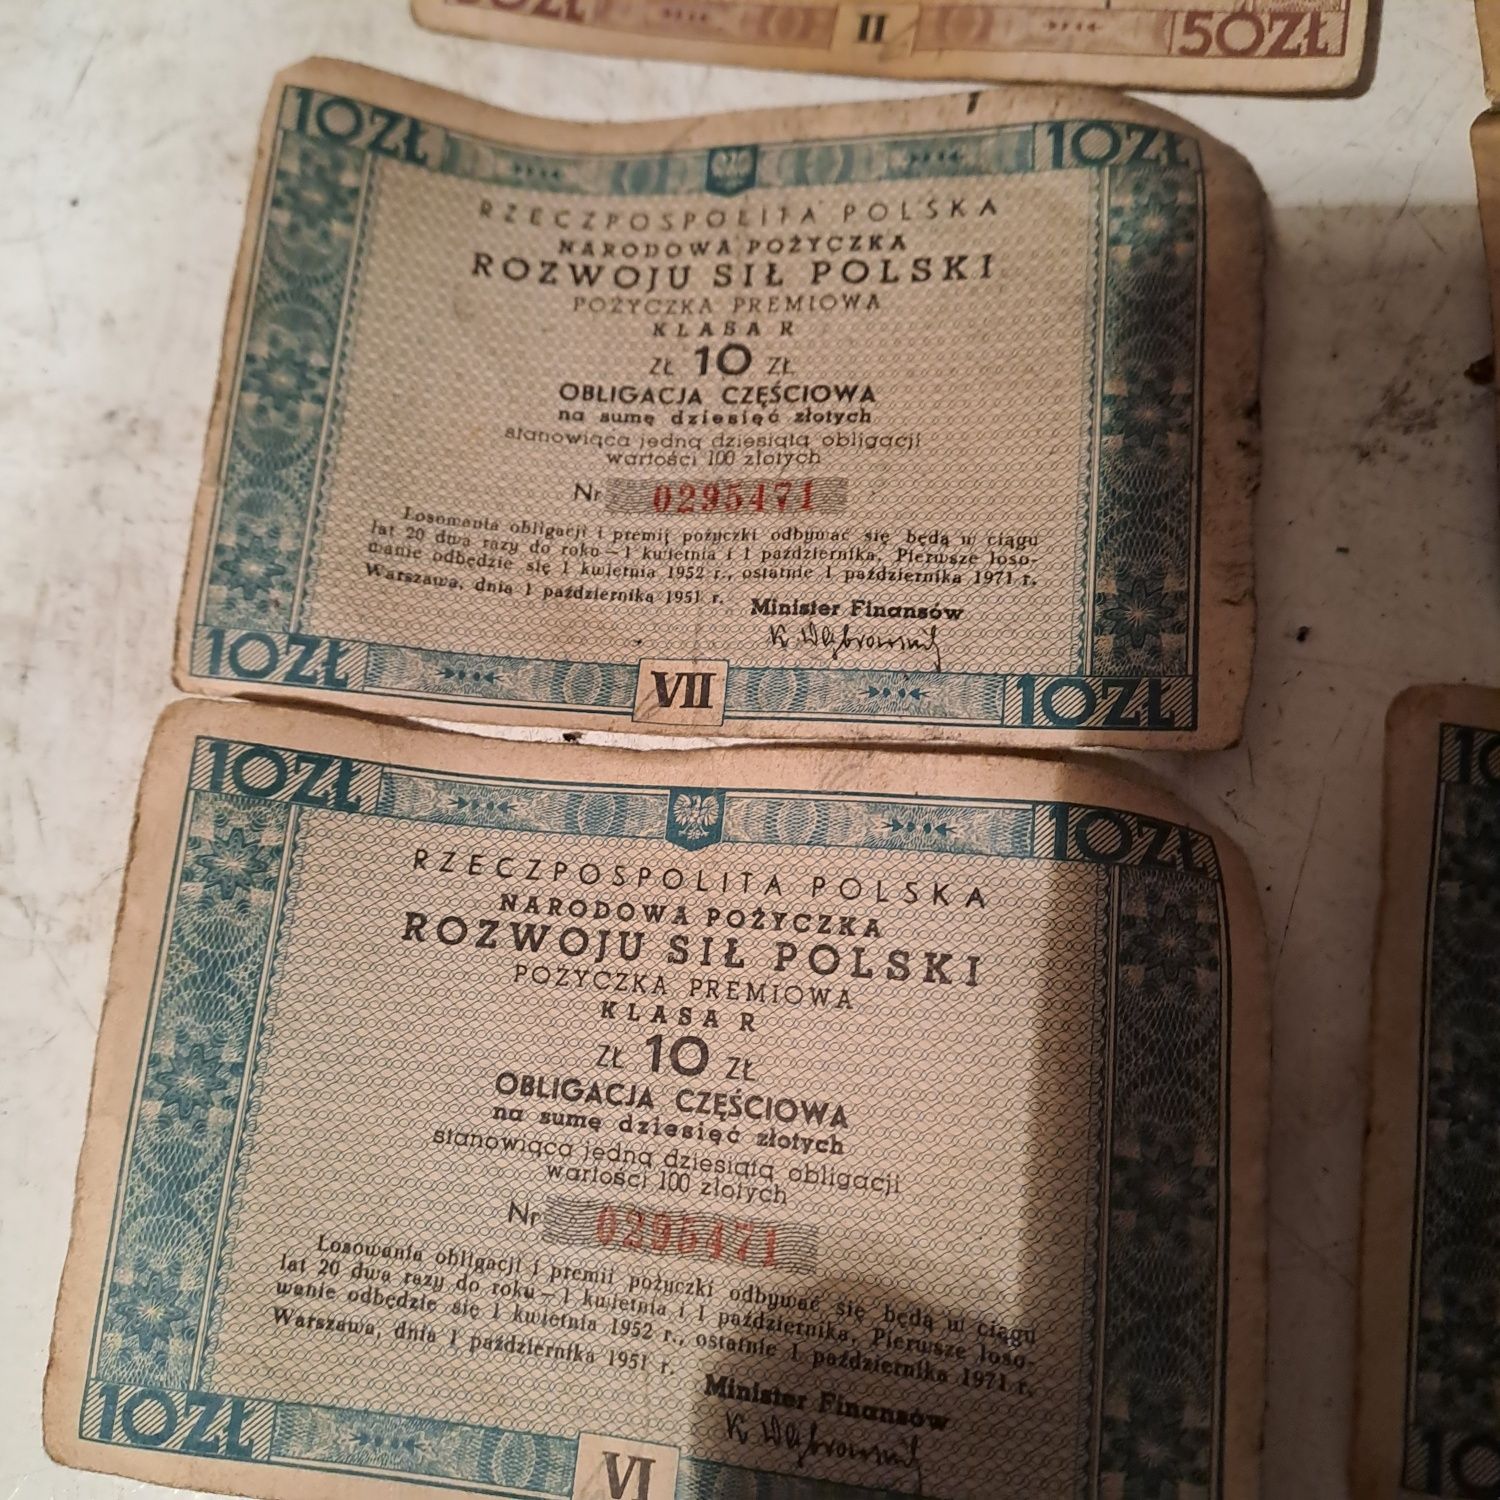 50ZŁ II 50ZŁ
10ZŁ 10ZŁ
RZECZPOSPOLITA POLSKA
NARODOWA POŻYCZKA
ROZWOJU SIŁ POLSKI
POŻYCZKA PREMIOWA
KLASA R
ZŁ 10 ZŁ
OBLIGACJA CZĘŚCIOWA
na sumę dziesięć złotych
stanowiąca jedną dziesiątą obligacji
wartości 100 złotych
Nr 0295471
Losowania obligacji i premij pożyczki odbywać się będą w ciągu
lat 20 dwa razy do roku – 1 kwietnia i 1 października. Pierwsze loso-
wanie odbędzie się 1 kwietnia 1952 r., ostatnie 1 października 1971 r.
Warszawa, dnia 1 października 1951 r.
Minister Finansów
K Dąbrowski
10ZŁ VII 10ZŁ
10ZŁ 10ZŁ
RZECZPOSPOLITA POLSKA
NARODOWA POŻYCZKA
ROZWOJU SIŁ POLSKI
POŻYCZKA PREMIOWA
KLASA R
ZŁ 10 ZŁ
OBLIGACJA CZĘŚCIOWA
na sumę dziesięć złotych
stanowiąca jedną dziesiątą obligacji
wartości 100 złotych
Nr 0295471
Losowania obligacji i premii pożyczki odbywać się będą w ciągu
lat 20 dwa razy do roku – 1 kwietnia i 1 października. Pierwsze loso-
wanie odbędzie się 1 kwietnia 1952 r., ostatnie 1 października 1971 r.
Warszawa, dnia 1 października 1951 r.
Minister Finansów
K Dąbrowski
10ZŁ VI
10
10